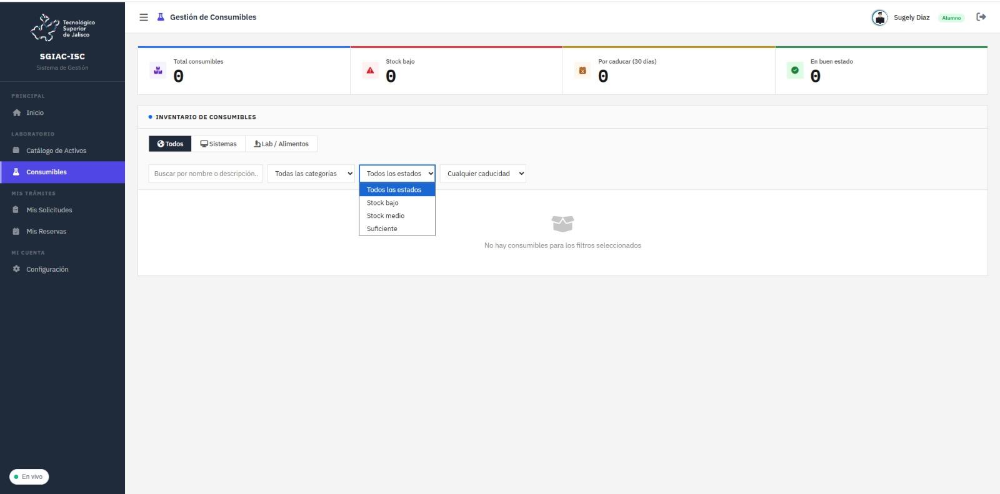 Tecnológico
Superior
de Jalisco
SGIAC-ISC
Sistema de Gestión
PRINCIPAL
Inicio
LABORATORIO
Catálogo de Activos
Consumibles
MIS TRÁMITES
Mis Solicitudes
Mis Reservas
MI CUENTA
Configuración
En vivo
Gestión de Consumibles
Sugely Diaz
Alumno
Total consumibles
0
Stock bajo
0
Por caducar (30 días)
0
En buen estado
0
INVENTARIO DE CONSUMIBLES
Todos
Sistemas
Lab / Alimentos
Buscar por nombre o descripción..
Todas las categorías
Todos los estados
Cualquier caducidad
Todos los estados
Stock bajo
Stock medio
Suficiente
No hay consumibles para los filtros seleccionados